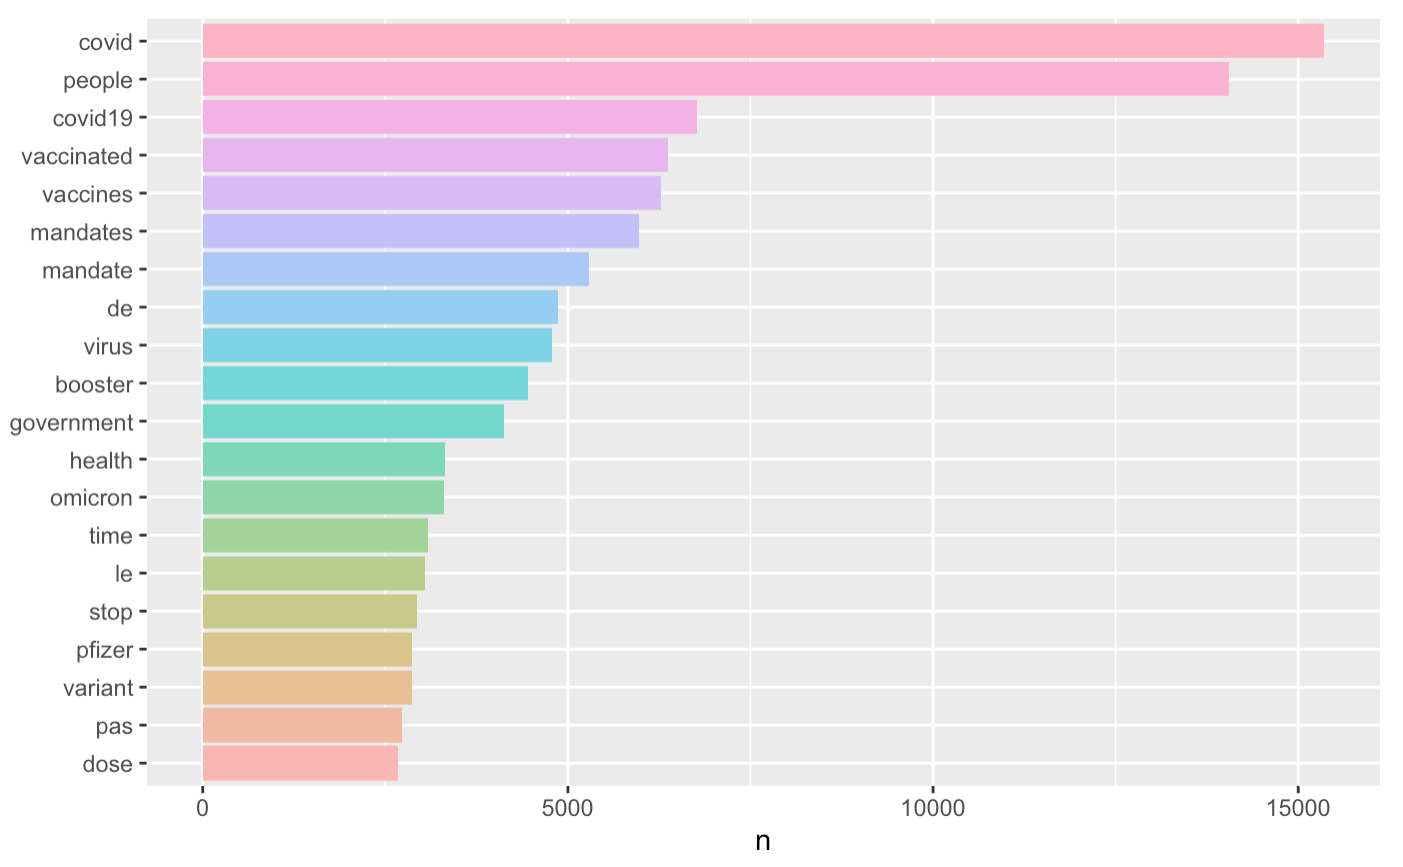 covid
people
covid19
vaccinated
vaccines
mandates
mandate
de
virus
booster
government
health
omicron
time
le
stop
pfizer
variant
pas
dose
0 5000 10000 15000
n